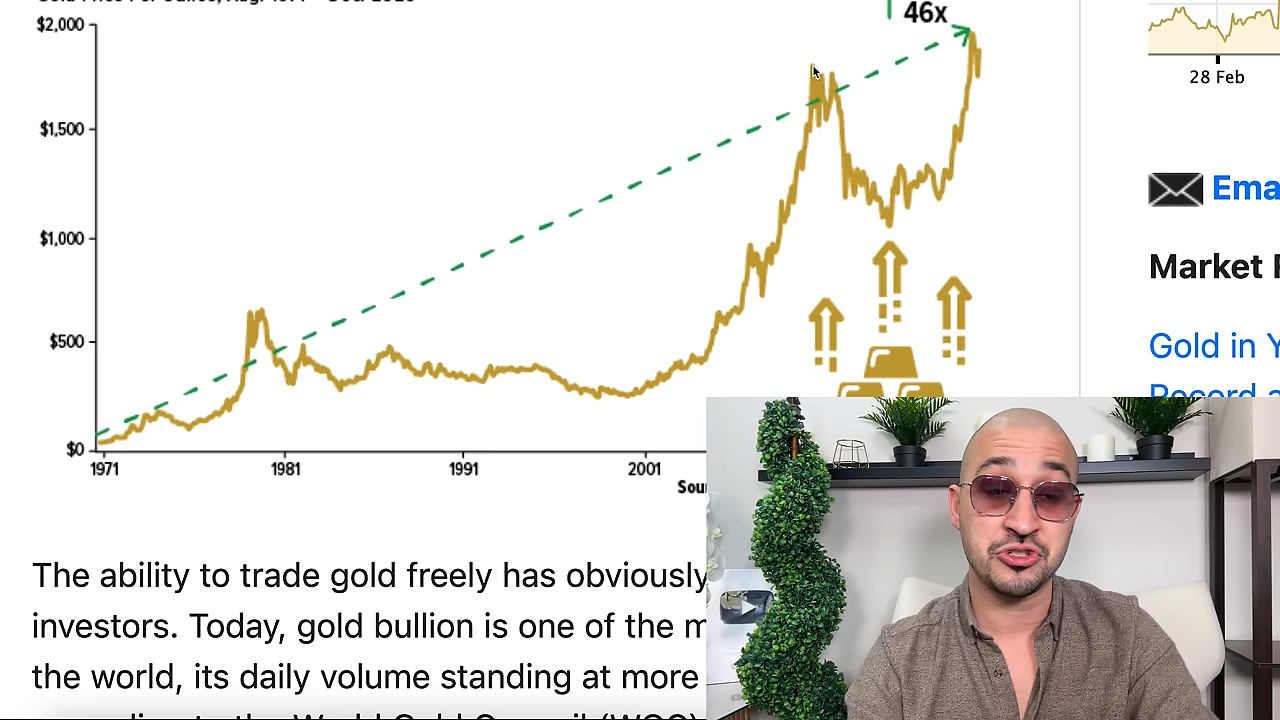 $2,000
46x
$1,500
$1,000
$500
$0
1971
1981
1991
2001
28 Feb
Ema
Market
Gold in Y
Record a
The ability to trade gold freely has obviously
investors. Today, gold bullion is one of the m
the world, its daily volume standing at more